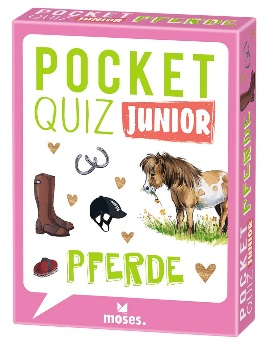 POCKET
QUIZ JUNIOR
PFERDE
moses.
POCKET
QUIZ JUNIOR
PFERDE